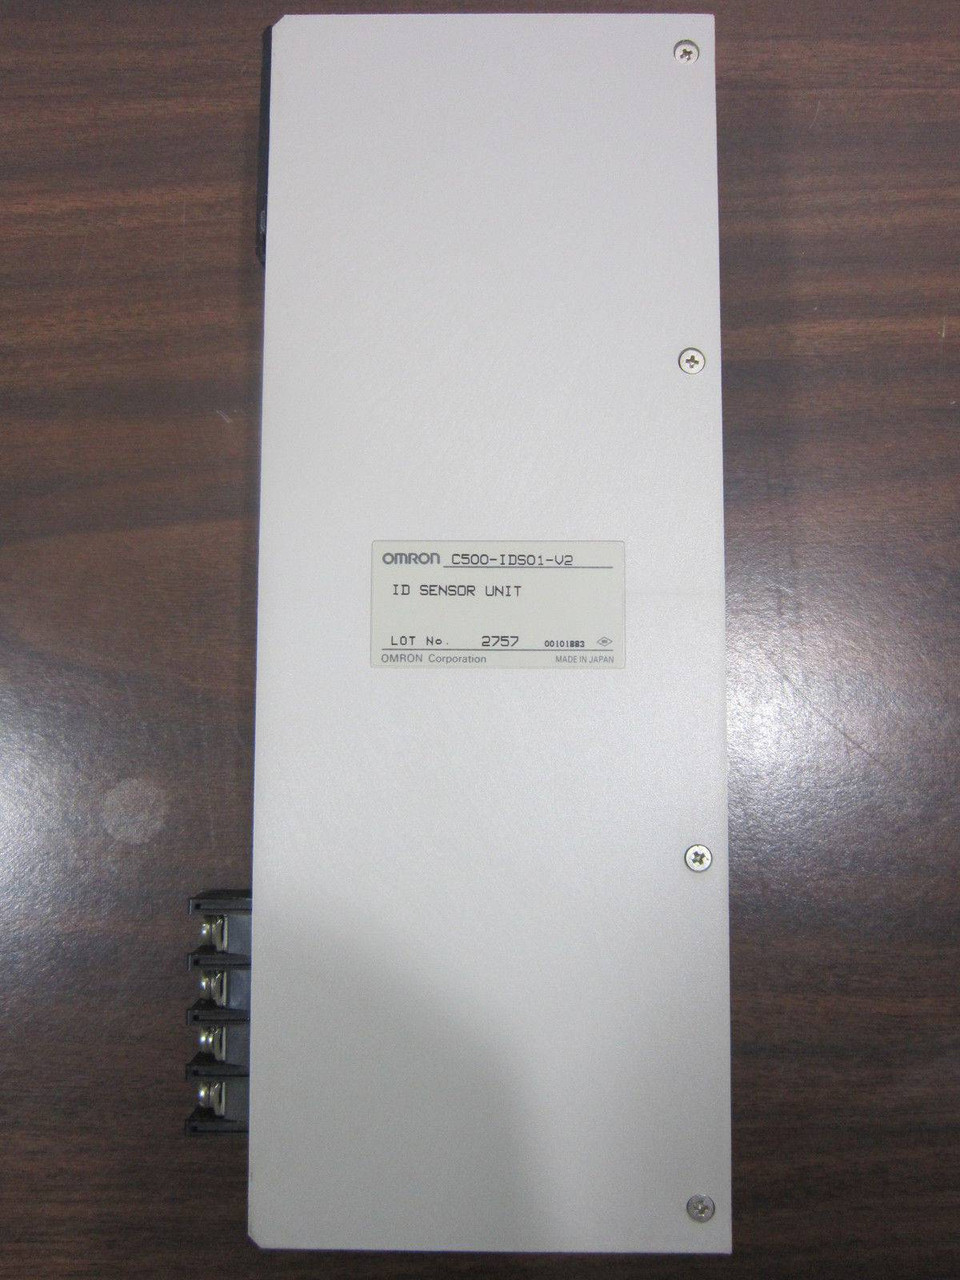 OMRON C500-IDS01-V2
ID SENSOR UNIT
LOT No. 2757 00101883
OMRON Corporation MADE IN JAPAN